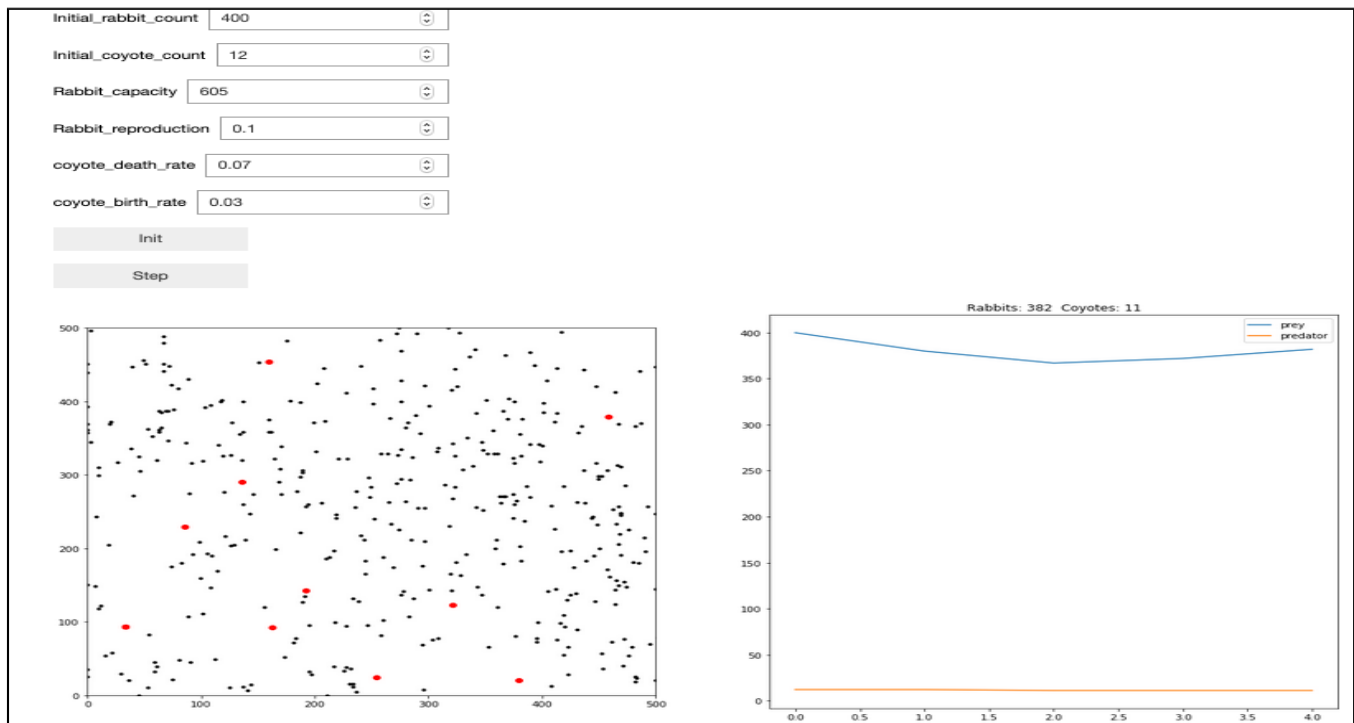 Initial_rabbit_count 400
Initial_coyote_count 12
Rabbit_capacity 605
Rabbit_reproduction 0.1
coyote_death_rate 0.07
coyote_birth_rate 0.03
Init
Step
500
400
300
200
100
0
0 100 200 300 400 500
Rabbits: 382 Coyotes: 11
prey
predator
400
350
300
250
200
150
100
50
0
0.0 0.5 1.0 1.5 2.0 2.5 3.0 3.5 4.0